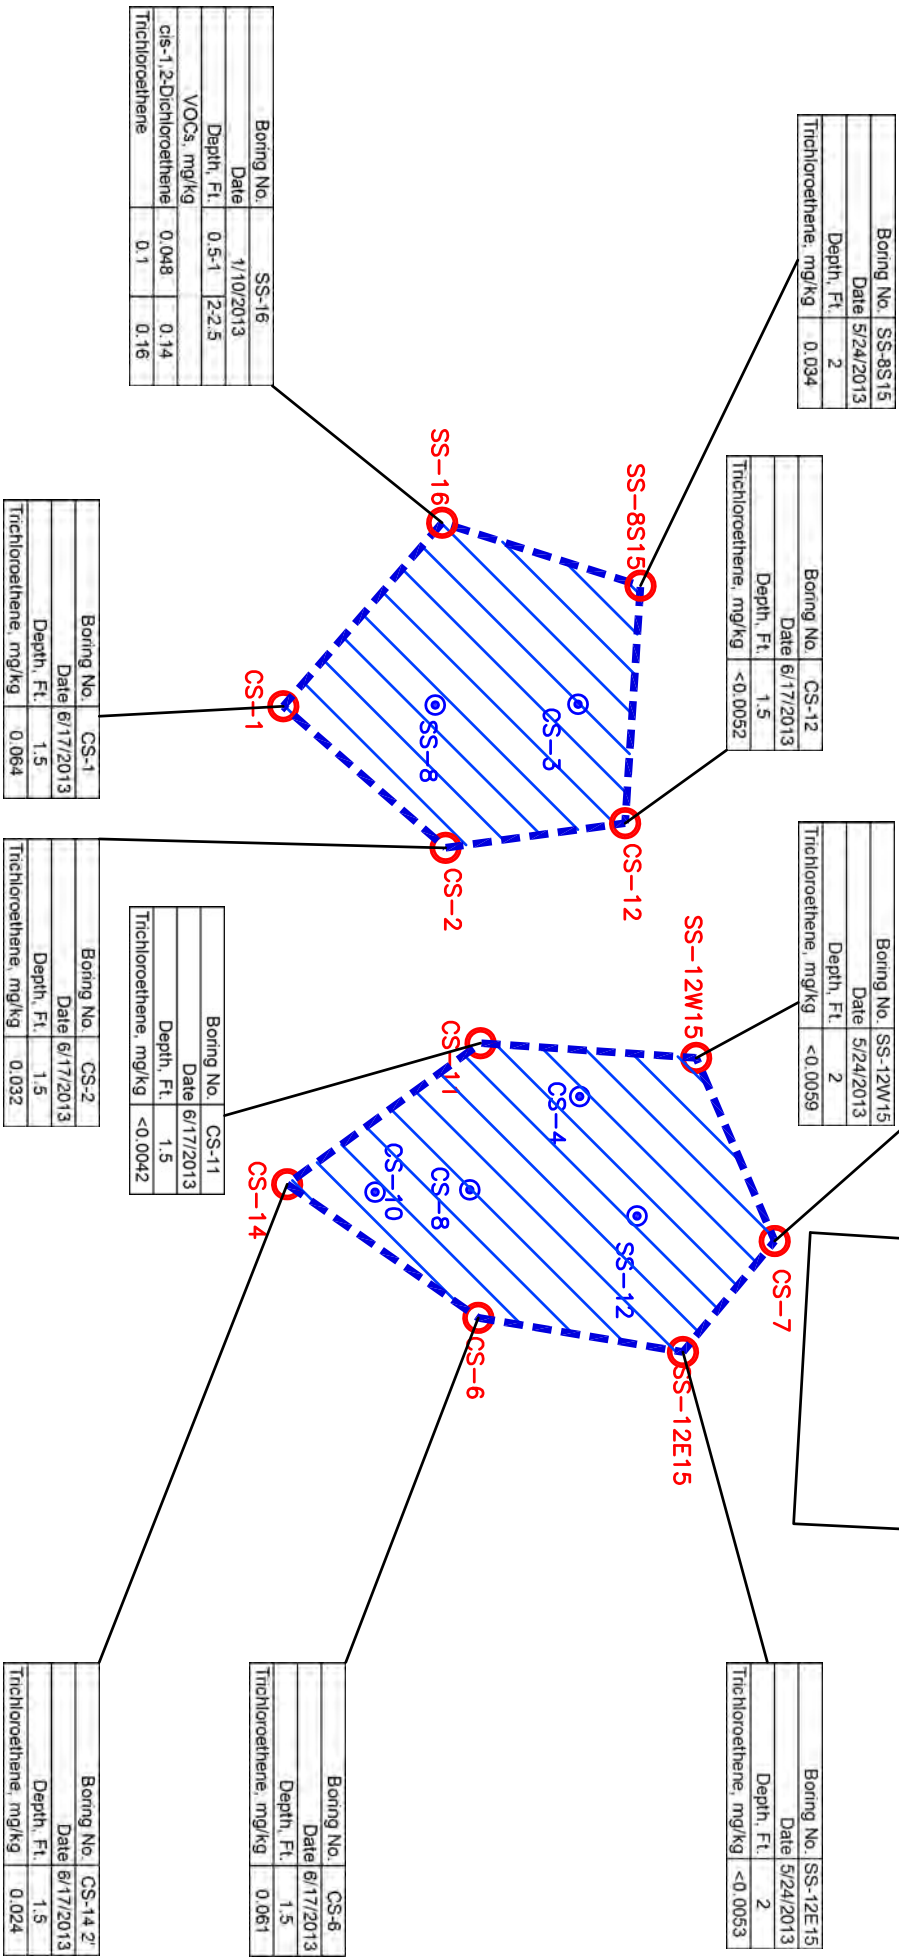 Boring No. SS-8S15
Date 5/24/2013
Depth, Ft. 2
Trichloroethene, mg/kg 0.034
Boring No. CS-12
Date 6/17/2013
Depth, Ft. 1.5
Trichloroethene, mg/kg <0.0052
Boring No. SS-12W15
Date 5/24/2013
Depth, Ft. 2
Trichloroethene, mg/kg <0.0059
Boring No. SS-12E15
Date 5/24/2013
Depth, Ft. 2
Trichloroethene, mg/kg <0.0053
SS-8S15
CS-12
SS-12W15
CS-7
SS-12E15
CS-3
SS-8
SS-16
CS-1
CS-2
CS-4
SS-12
CS-8
CS-10
CS-11
CS-14
CS-6
Boring No. SS-16
Date 1/10/2013
Depth, Ft. 0.5-1 2-2.5
VOCs, mg/kg
cis-1,2-Dichloroethene 0.048 0.14
Trichloroethene 0.1 0.16
Boring No. CS-11
Date 6/17/2013
Depth, Ft. 1.5
Trichloroethene, mg/kg <0.0042
Boring No. CS-6
Date 6/17/2013
Depth, Ft. 1.5
Trichloroethene, mg/kg 0.061
Boring No. CS-1
Date 6/17/2013
Depth, Ft. 1.5
Trichloroethene, mg/kg 0.064
Boring No. CS-2
Date 6/17/2013
Depth, Ft. 1.5
Trichloroethene, mg/kg 0.032
Boring No. CS-14 2'
Date 6/17/2013
Depth, Ft. 1.5
Trichloroethene, mg/kg 0.024